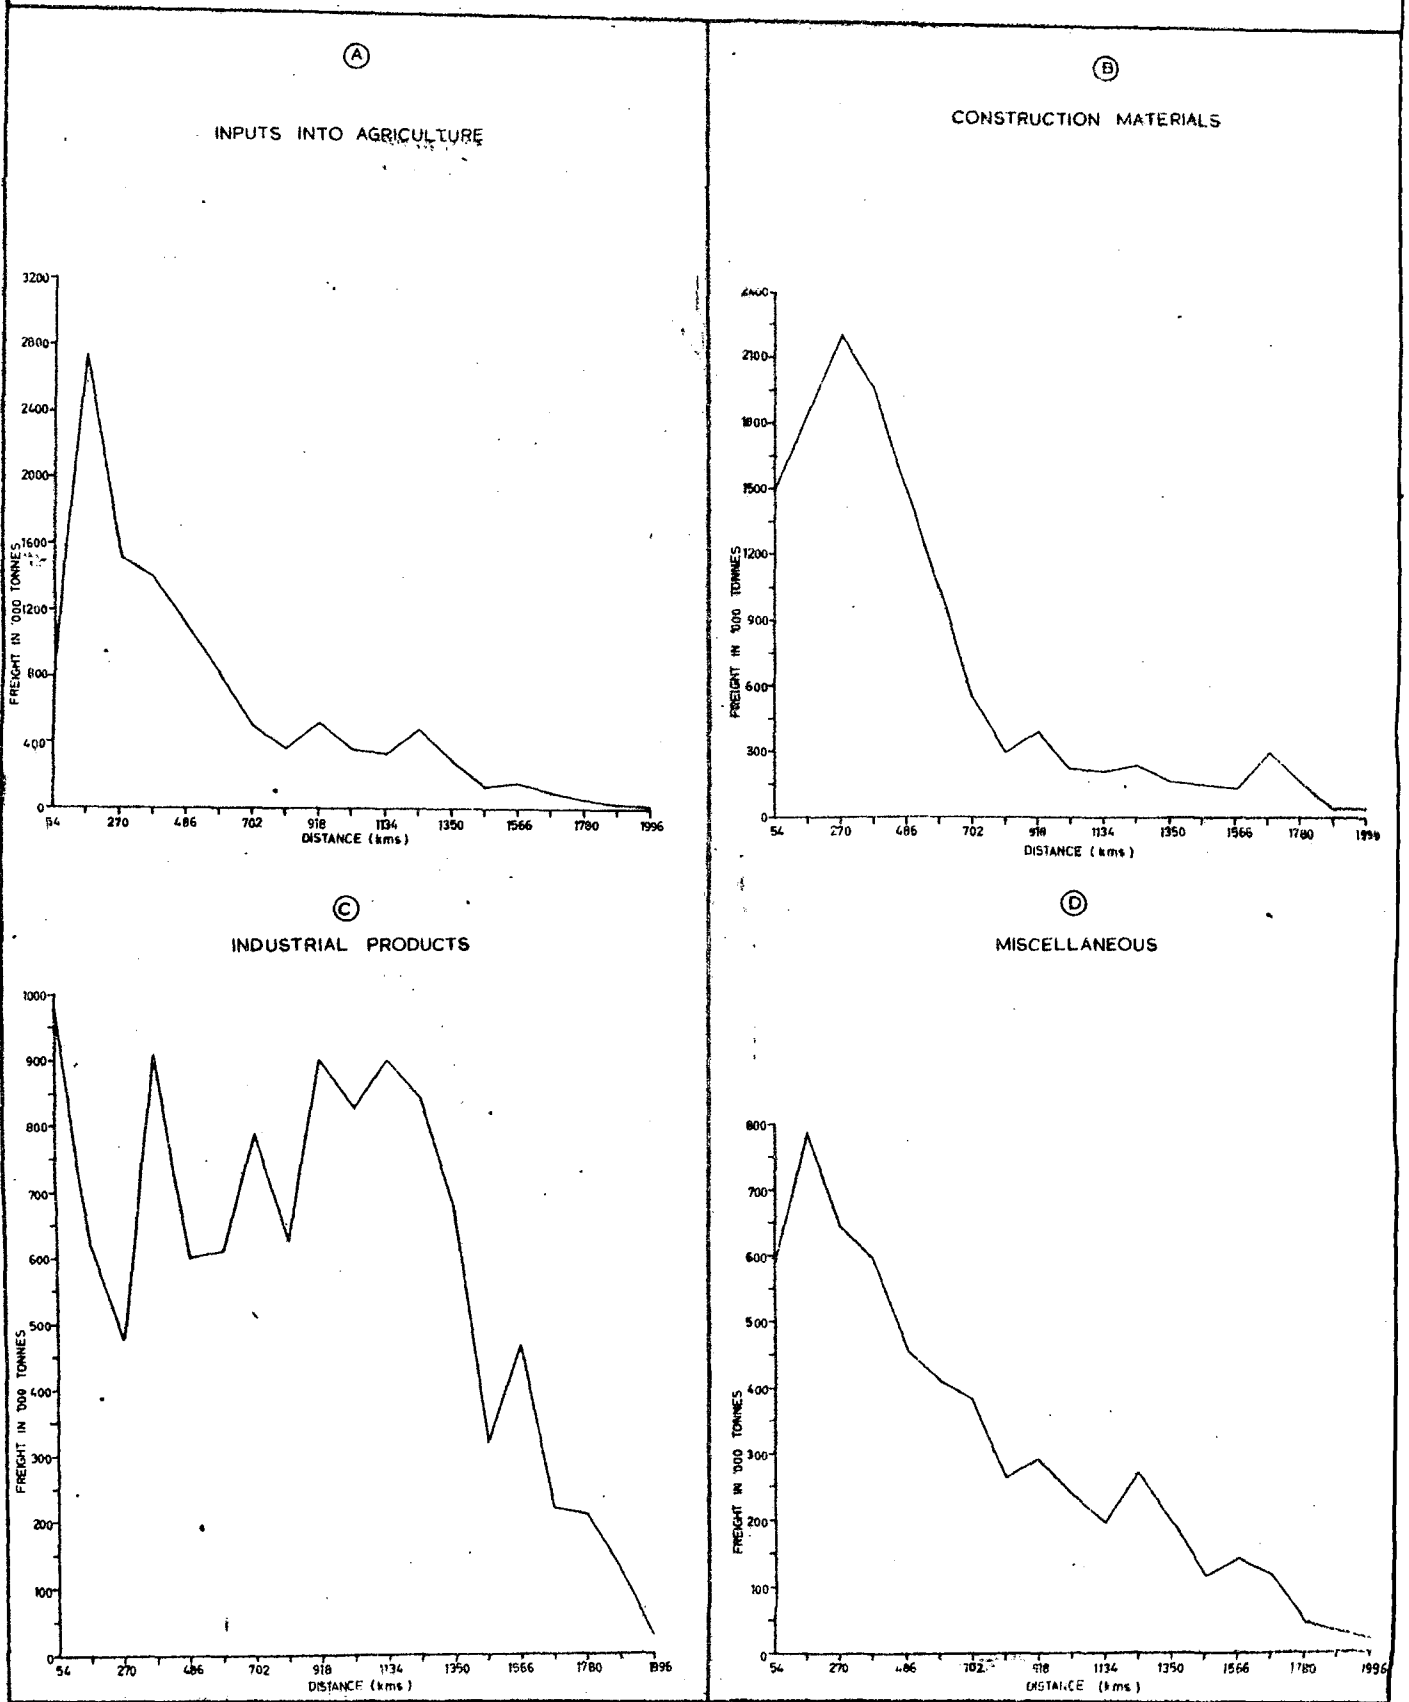 A
INPUTS INTO AGRICULTURE
3200
2800
2400
2000
1600
1200
800
400
0
FREIGHT IN '000 TONNES
54 270 486 702 918 1134 1350 1566 1780 1996
DISTANCE (kms)
B
CONSTRUCTION MATERIALS
2400
2100
1800
1500
1200
900
600
300
0
FREIGHT IN '000 TONNES
54 270 486 702 918 1134 1350 1566 1780 1996
DISTANCE (kms)
C
INDUSTRIAL PRODUCTS
1000
900
800
700
600
500
400
300
200
100
0
FREIGHT IN '000 TONNES
54 270 486 702 918 1134 1350 1566 1780 1996
DISTANCE (kms)
D
MISCELLANEOUS
800
700
600
500
400
300
200
100
0
FREIGHT IN '000 TONNES
54 270 486 702 918 1134 1350 1566 1780 1996
DISTANCE (kms)